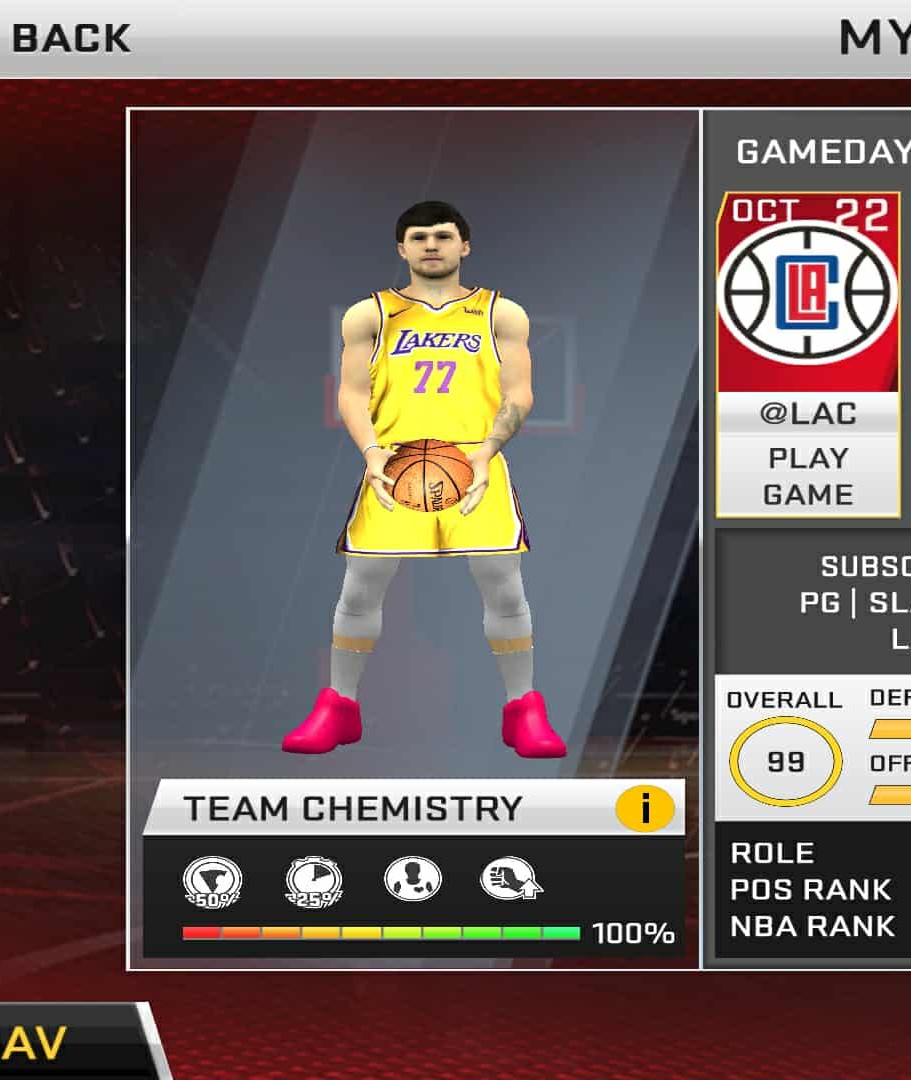 BACK
MY
GAMEDAY
OCT 22
LA
@LAC
PLAY
GAME
LAKERS
77
SPALDING
SUBSC
PG | SL
L
OVERALL
99
DEF
OFF
TEAM CHEMISTRY
i
50%
25%
100%
ROLE
POS RANK
NBA RANK
AV